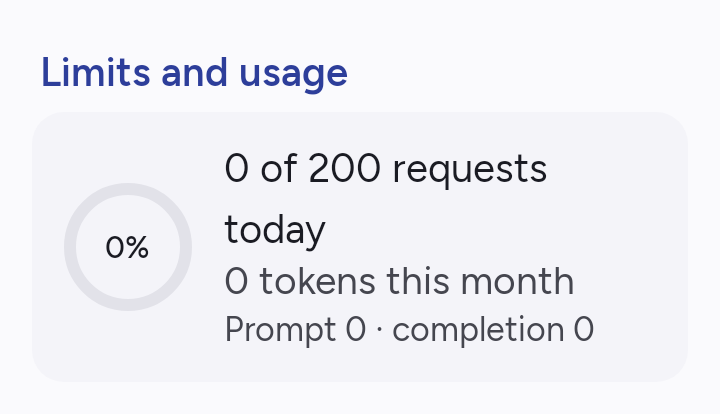 Limits and usage
0%
0 of 200 requests
today
0 tokens this month
Prompt 0 · completion 0